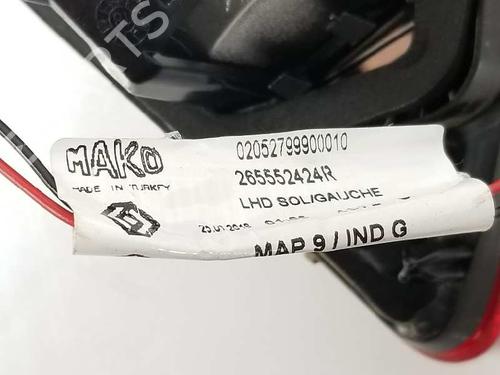 MAKO
MADE IN TURKEY
02052799900010
265552424R
LHD SOL/GAUCHE
MAP 9 / IND G